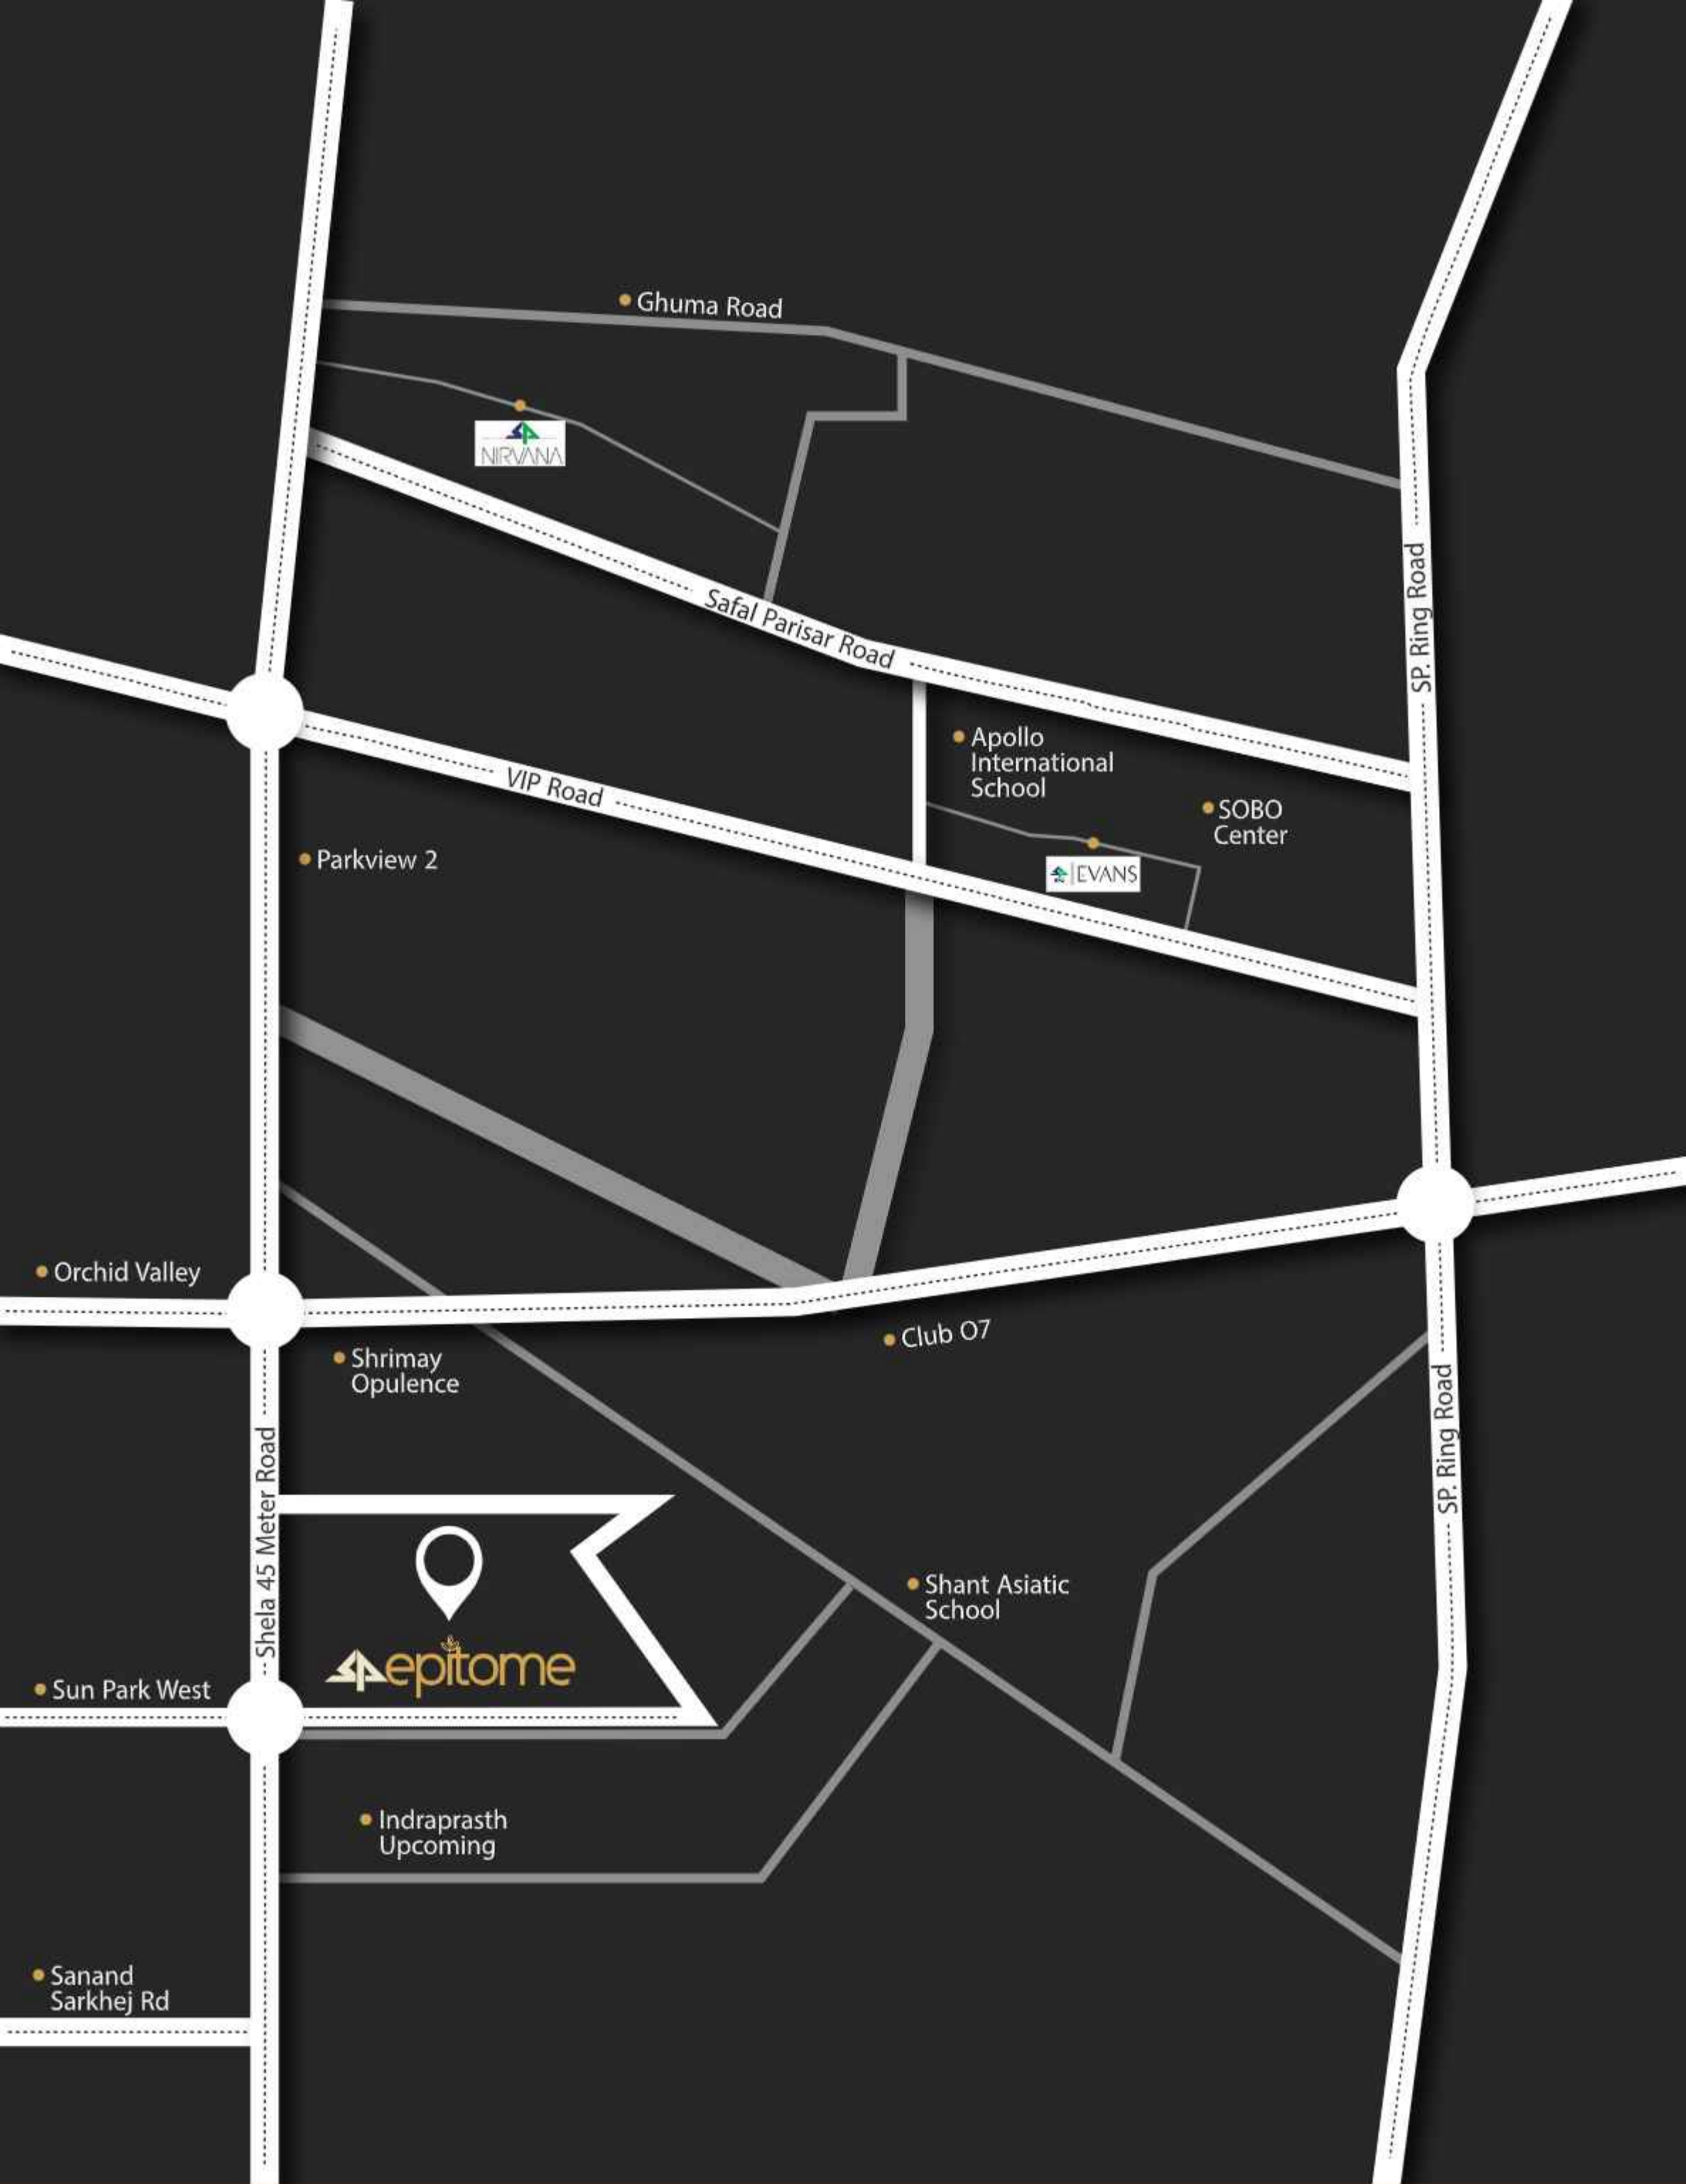 Ghuma Road
NIRVANA
Safal Parisar Road
SP. Ring Road
Apollo
International
School
SOBO
Center
VIP Road
EVANS
Parkview 2
Orchid Valley
Club O7
Shrimay
Opulence
SP. Ring Road
Shela 45 Meter Road
Shant Asiatic
School
epitome
Sun Park West
Indraprasth
Upcoming
Sanand
Sarkhej Rd